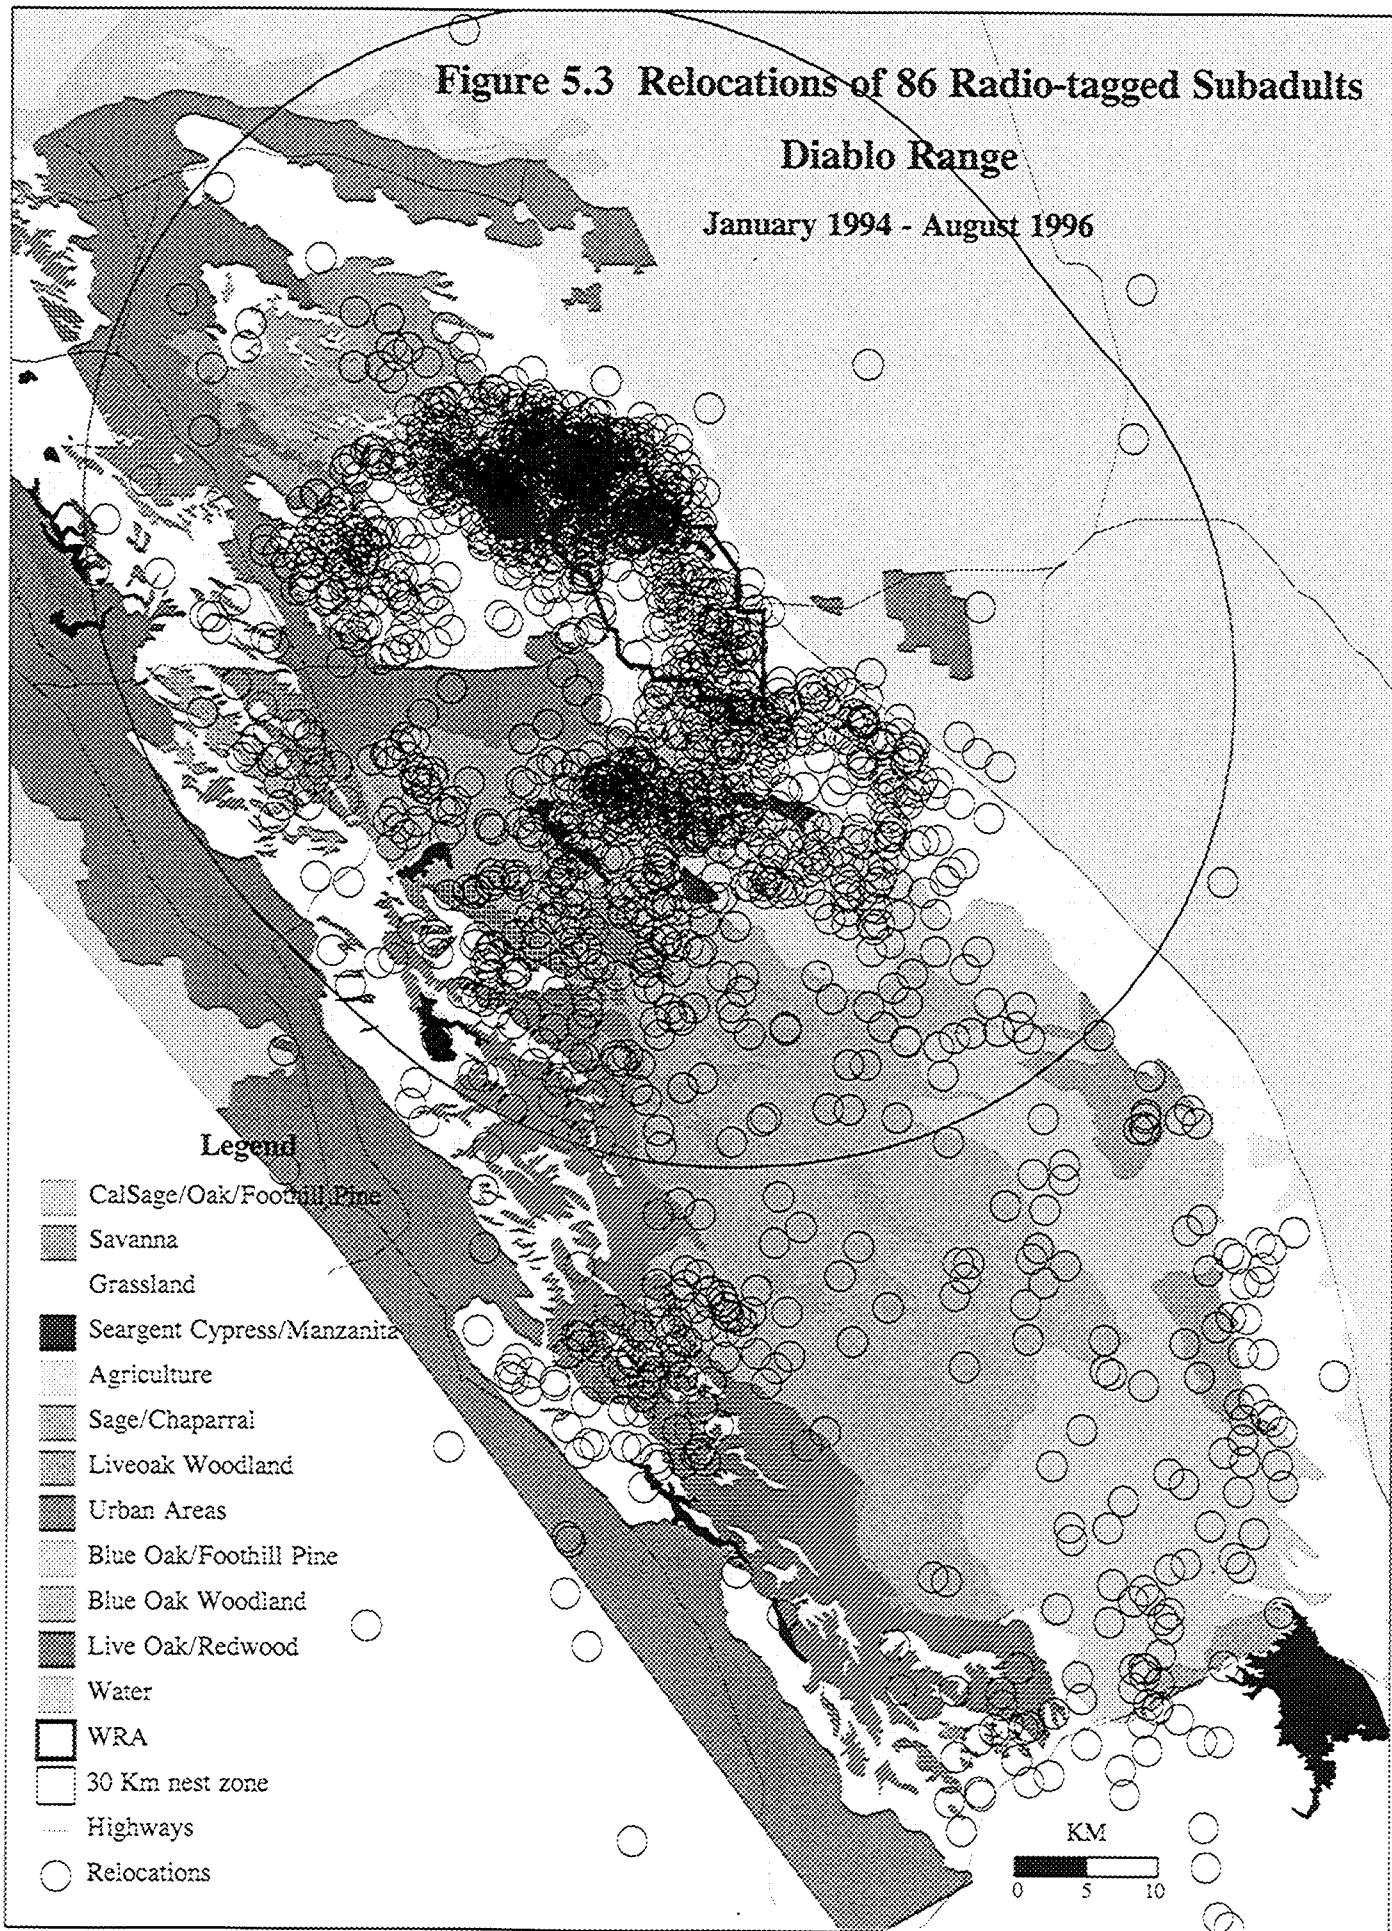 Figure 5.3 Relocations of 86 Radio-tagged Subadults
Diablo Range
January 1994 - August 1996
Legend
CalSage/Oak/Foothill Pine
Savanna
Grassland
Seargent Cypress/Manzanita
Agriculture
Sage/Chaparral
Liveoak Woodland
Urban Areas
Blue Oak/Foothill Pine
Blue Oak Woodland
Live Oak/Redwood
Water
WRA
30 Km nest zone
Highways
Relocations
KM
0 5 10